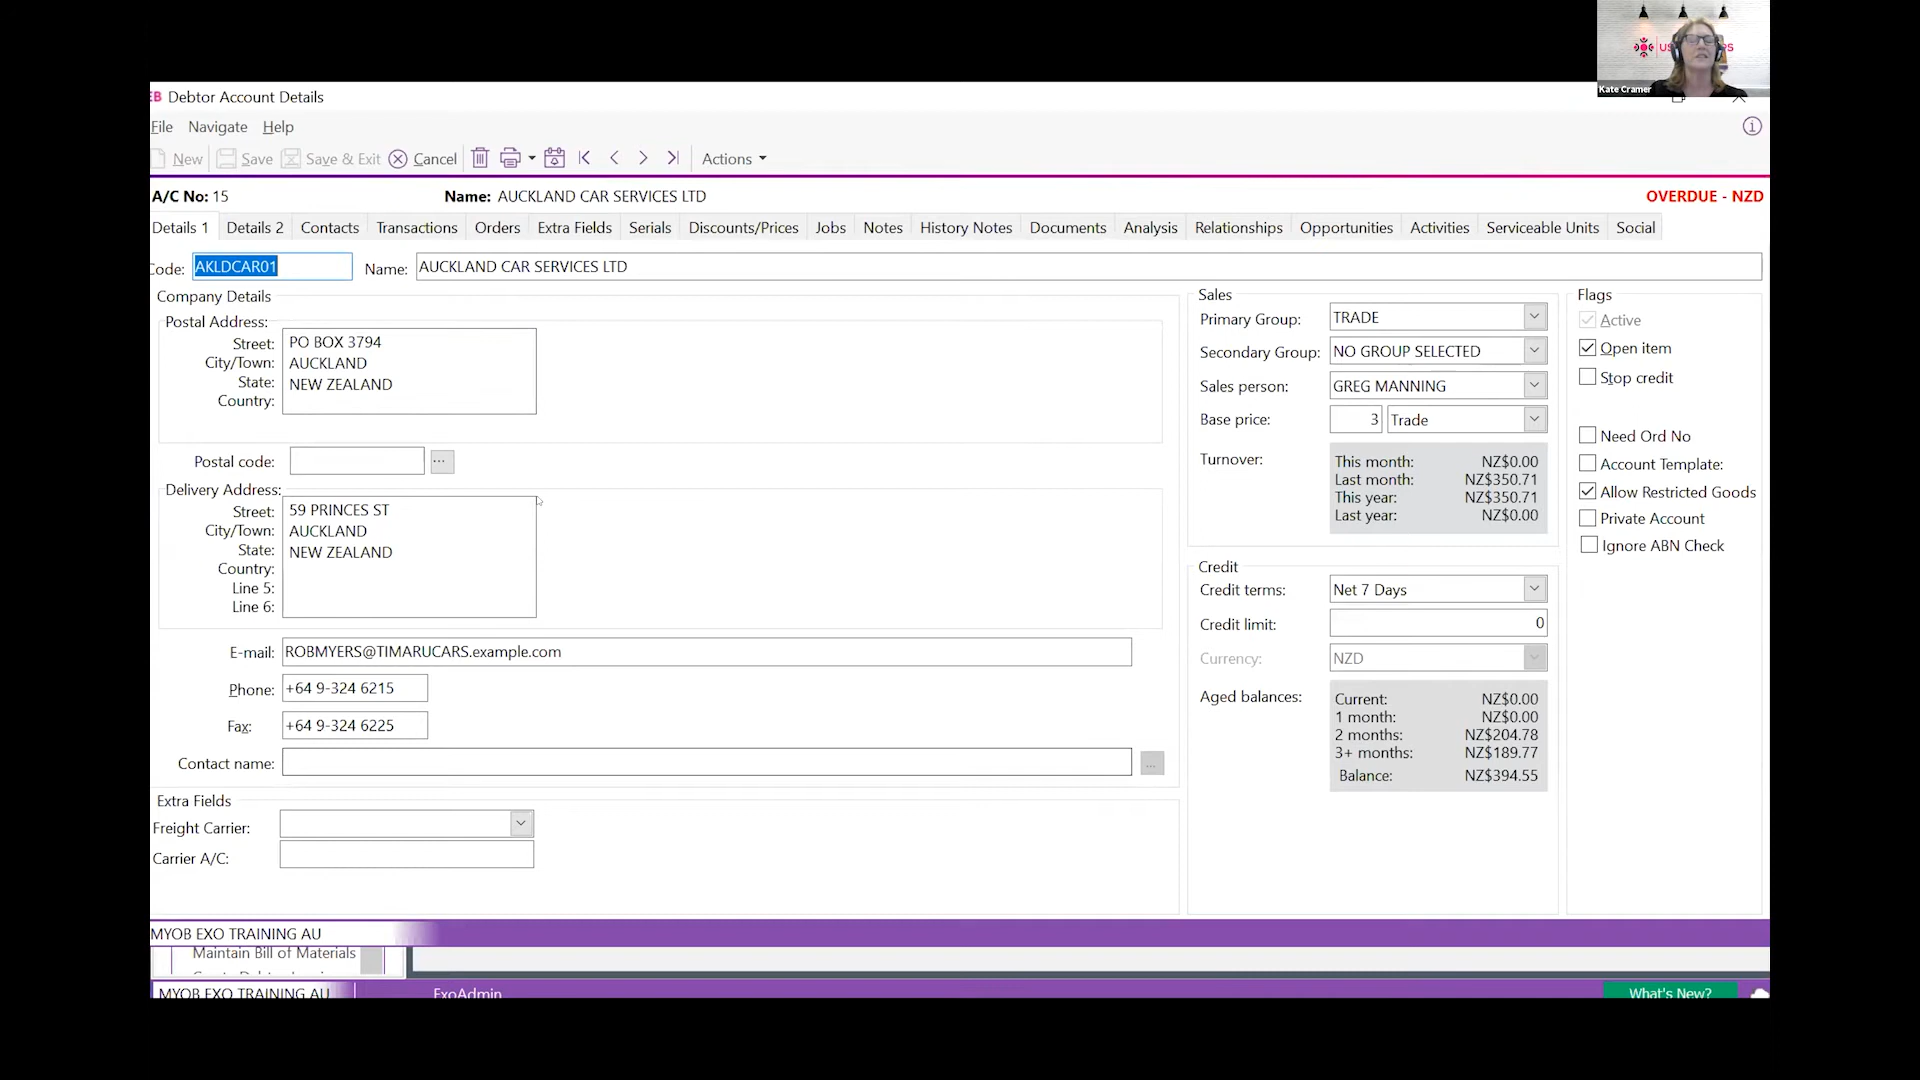 Kate Cramer
EB Debtor Account Details
File Navigate Help
New Save Save & Exit Cancel Actions
A/C No: 15 Name: AUCKLAND CAR SERVICES LTD OVERDUE - NZD
Details 1 Details 2 Contacts Transactions Orders Extra Fields Serials Discounts/Prices Jobs Notes History Notes Documents Analysis Relationships Opportunities Activities Serviceable Units Social
Code: AKLDCAR01 Name: AUCKLAND CAR SERVICES LTD
Company Details
Postal Address:
Street: PO BOX 3794
City/Town: AUCKLAND
State: NEW ZEALAND
Country:
Postal code: ...
Delivery Address:
Street: 59 PRINCES ST
City/Town: AUCKLAND
State: NEW ZEALAND
Country:
Line 5:
Line 6:
E-mail: ROBMYERS@TIMARUCARS.example.com
Phone: +64 9-324 6215
Fax: +64 9-324 6225
Contact name: ...
Extra Fields
Freight Carrier:
Carrier A/C:
Sales
Primary Group: TRADE
Secondary Group: NO GROUP SELECTED
Sales person: GREG MANNING
Base price: 3 Trade
Turnover: This month: NZ$0.00
Last month: NZ$350.71
This year: NZ$350.71
Last year: NZ$0.00
Credit
Credit terms: Net 7 Days
Credit limit: 0
Currency: NZD
Aged balances: Current: NZ$0.00
1 month: NZ$0.00
2 months: NZ$204.78
3+ months: NZ$189.77
Balance: NZ$394.55
Flags
Active
Open item
Stop credit
Need Ord No
Account Template:
Allow Restricted Goods
Private Account
Ignore ABN Check
MYOB EXO TRAINING AU
Maintain Bill of Materials
MYOB EXO TRAINING AU ExoAdmin What's New?